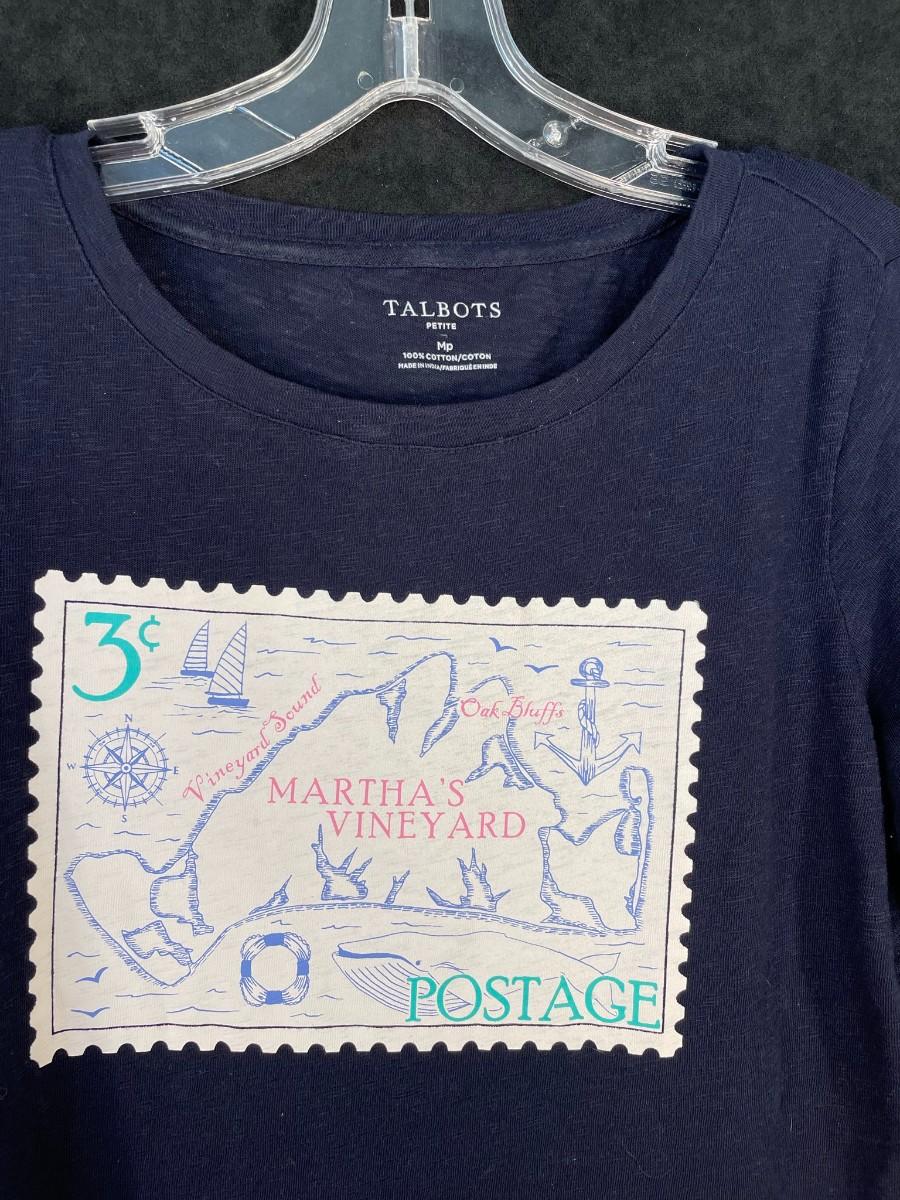 TALBOTS
PETITE
Mp
100% COTTON/COTON
MADE IN INDIA/FABRIQUÉ EN INDE
3¢
Vineyard Sound
Oak Bluffs
N
W E
S
MARTHA'S
VINEYARD
POSTAGE